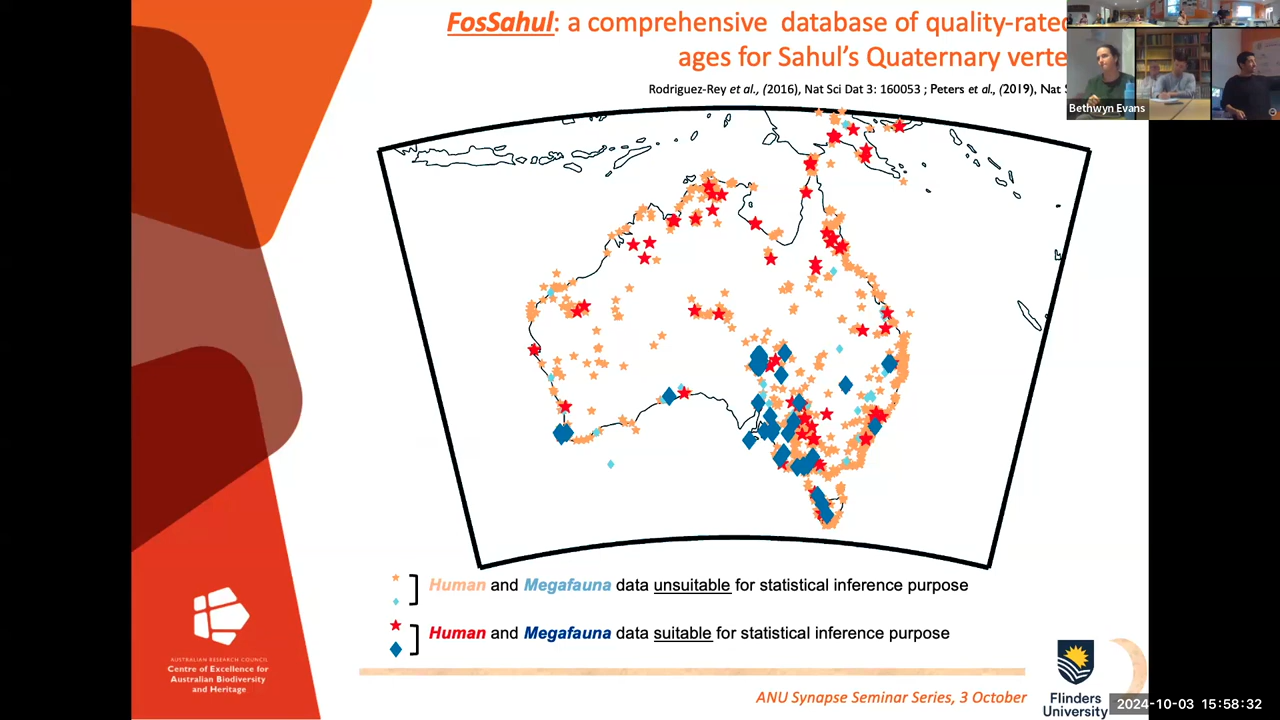 FosSahul: a comprehensive database of quality-rated
ages for Sahul's Quaternary verte
Rodriguez-Rey et al., (2016), Nat Sci Dat 3: 160053 ; Peters et al., (2019), Nat
Bethwyn Evans
Human and Megafauna data unsuitable for statistical inference purpose
Human and Megafauna data suitable for statistical inference purpose
AUSTRALIAN RESEARCH COUNCIL
Centre of Excellence for
Australian Biodiversity
and Heritage
ANU Synapse Seminar Series, 3 October
Flinders
University
2024-10-03 15:58:32